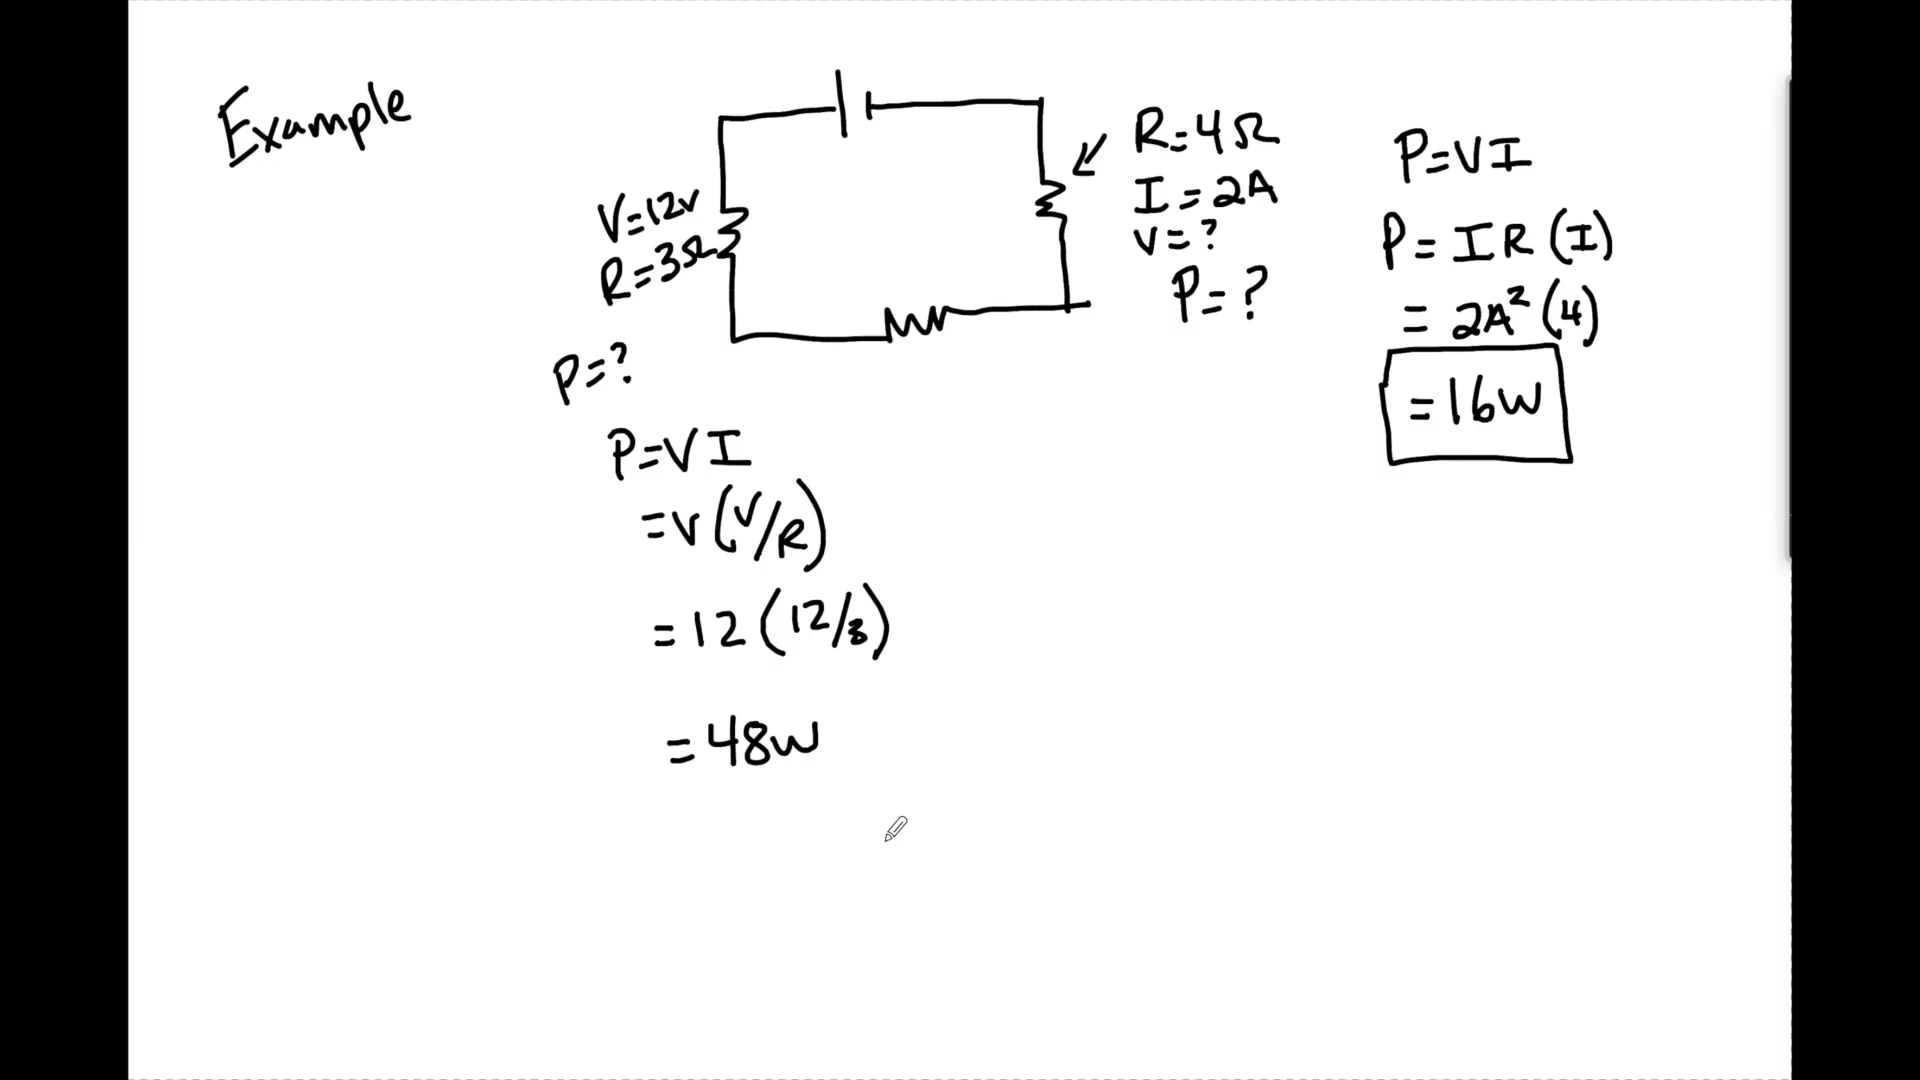 Example
V=12V
R=3Ω
P=?
P=VI
=V(V/R)
=12(12/3)
=48W
R=4Ω
I=2A
V=?
P=?
P=VI
P=IR(I)
=2A²(4)
=16W